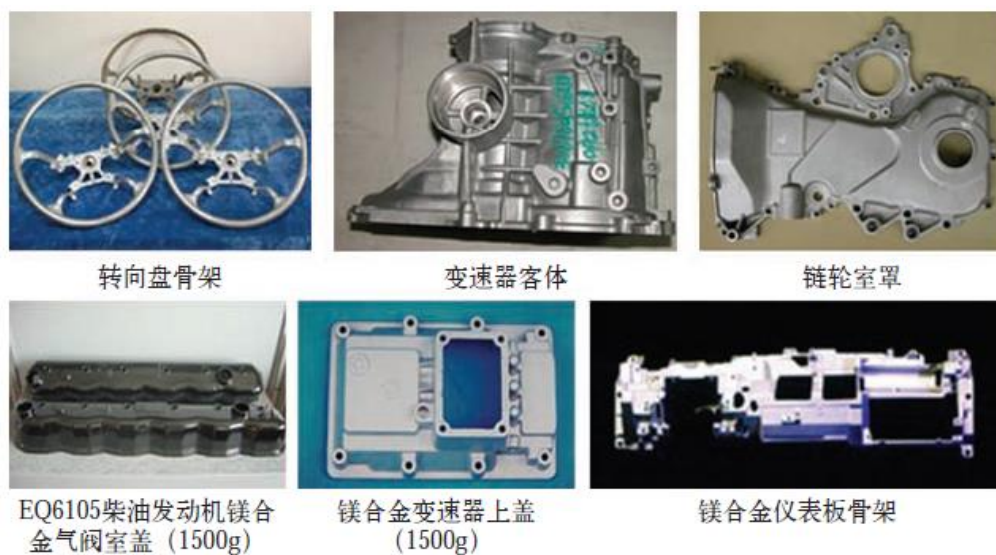 转向盘骨架
变速器客体
链轮室罩
EQ6105柴油发动机镁合
金气阀室盖（1500g）
镁合金变速器上盖
（1500g）
镁合金仪表板骨架